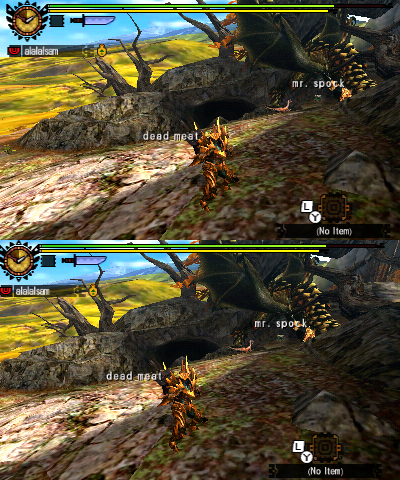 alalalsam
mr. spock
dead meat
L
Y
(No Item)
alalalsam
mr. spock
dead meat
L
Y
(No Item)